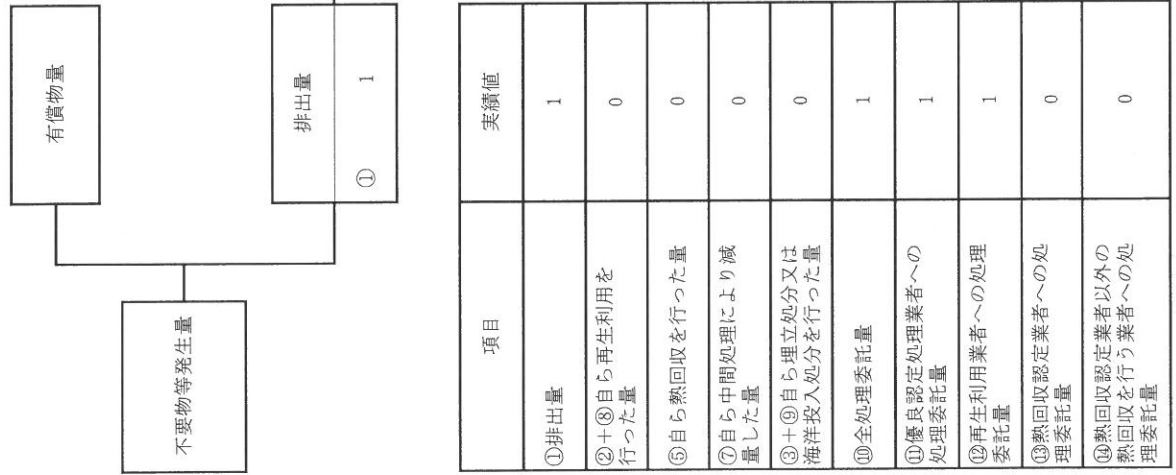 不要物等発生量
有償物量
排出量
① 1
項目 実績値
①排出量 1
②+⑧自ら再生利用を
行った量 0
⑤自ら熱回収を行った量 0
⑦自ら中間処理により減
量した量 0
③+⑨自ら埋立処分又は
海洋投入処分を行った量 0
⑩全処理委託量 1
⑪優良認定処理業者への
処理委託量 1
⑫再生利用業者への処理
委託量 1
⑬熱回収認定業者への処
理委託量 0
⑭熱回収認定業者以外の
熱回収を行う業者への処
理委託量 0